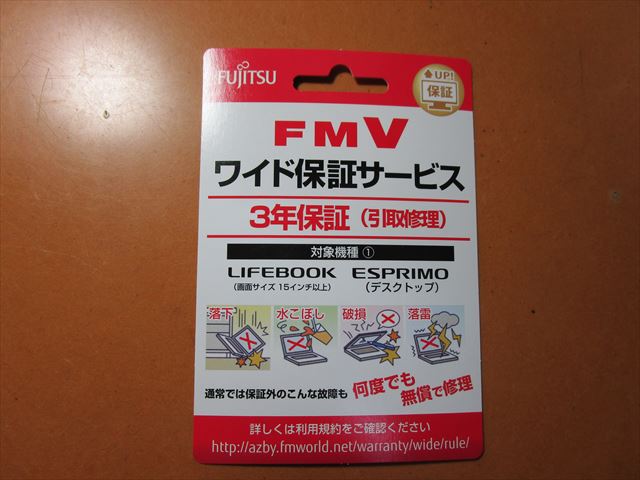 FUJITSU
UP!
保証
FMV
ワイド保証サービス
3年保証（引取修理）
対象機種 ①
LIFEBOOK ESPRIMO
（画面サイズ 15インチ以上） （デスクトップ）
落下 水こぼし 破損 落雷
通常では保証外のこんな故障も 何度でも
無償で修理
詳しくは利用規約をご確認ください
http://azby.fmworld.net/warranty/wide/rule/